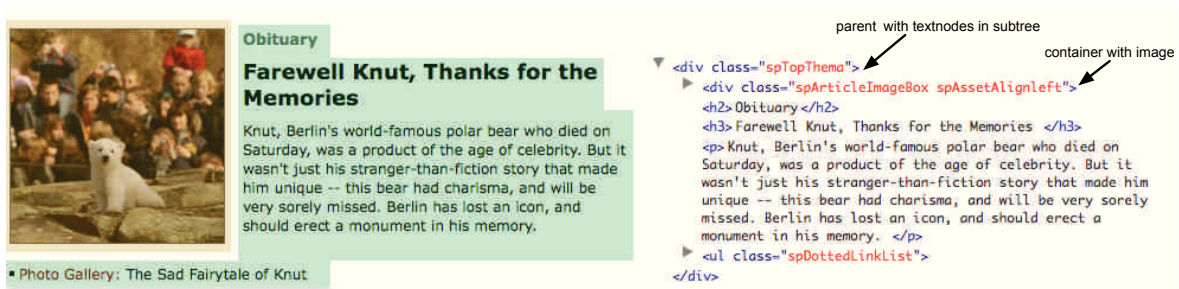 Obituary
Farewell Knut, Thanks for the
Memories
Knut, Berlin's world-famous polar bear who died on
Saturday, was a product of the age of celebrity. But it
wasn't just his stranger-than-fiction story that made
him unique -- this bear had charisma, and will be
very sorely missed. Berlin has lost an icon, and
should erect a monument in his memory.
▪ Photo Gallery: The Sad Fairytale of Knut
parent with textnodes in subtree
container with image
<div class="spTopThema">
<div class="spArticleImageBox spAssetAlignleft">
<h2>Obituary</h2>
<h3>Farewell Knut, Thanks for the Memories </h3>
<p>Knut, Berlin's world-famous polar bear who died on
Saturday, was a product of the age of celebrity. But it
wasn't just his stranger-than-fiction story that made him
unique -- this bear had charisma, and will be very sorely
missed. Berlin has lost an icon, and should erect a
monument in his memory. </p>
<ul class="spDottedLinkList">
</div>